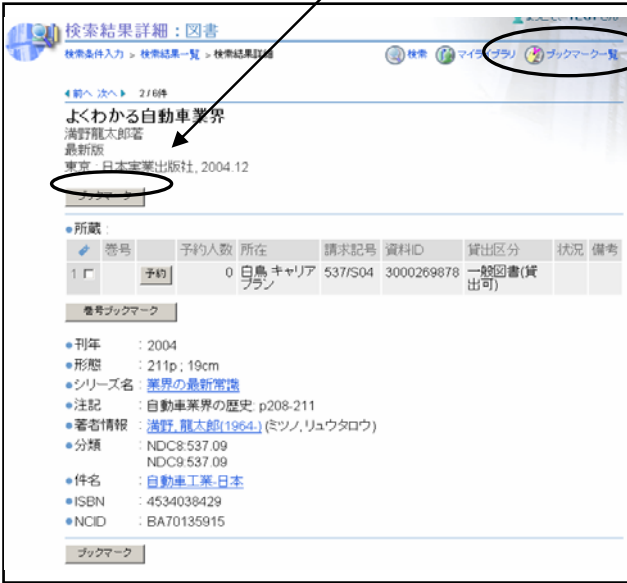 検索結果詳細：図書
検索条件入力 > 検索結果一覧 > 検索結果詳細
検索 マイライブラリ ブックマーク一覧
前へ 次へ 2/6件
よくわかる自動車業界
満野龍太郎著
最新版
東京 : 日本実業出版社, 2004.12
ブックマーク
所蔵 :
巻号 予約人数 所在 請求記号 資料ID 貸出区分 状況 備考
1 予約 0 白鳥 キャリア 537/S04 3000269878 一般図書(貸
プラン 出可)
巻号ブックマーク
刊年 : 2004
形態 : 211p ; 19cm
シリーズ名 : 業界の最新常識
注記 : 自動車業界の歴史: p208-211
著者情報 : 満野, 龍太郎(1964-) (ミツノ, リュウタロウ)
分類 : NDC8:537.09
NDC9:537.09
件名 : 自動車工業-日本
ISBN : 4534038429
NCID : BA70135915
ブックマーク